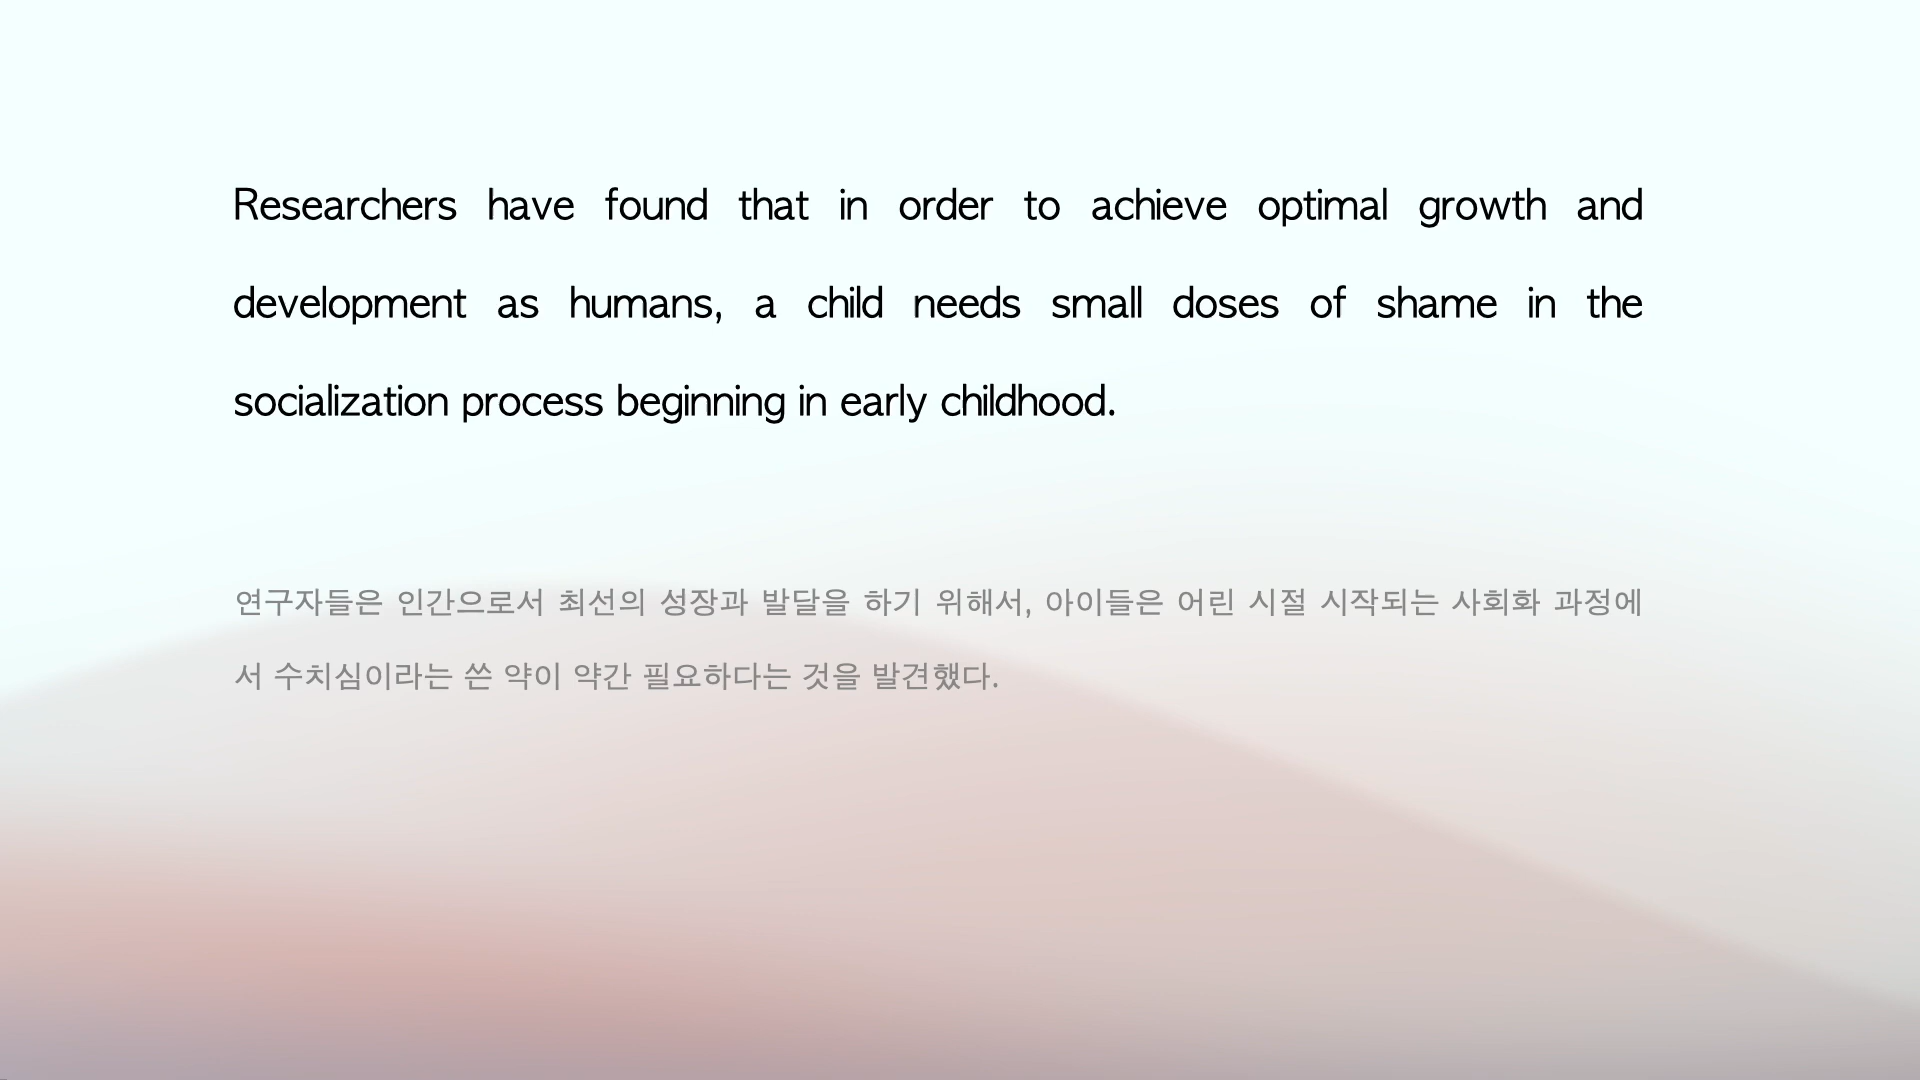 Researchers have found that in order to achieve optimal growth and
development as humans, a child needs small doses of shame in the
socialization process beginning in early childhood.
연구자들은 인간으로서 최선의 성장과 발달을 하기 위해서, 아이들은 어린 시절 시작되는 사회화 과정에
서 수치심이라는 쓴 약이 약간 필요하다는 것을 발견했다.